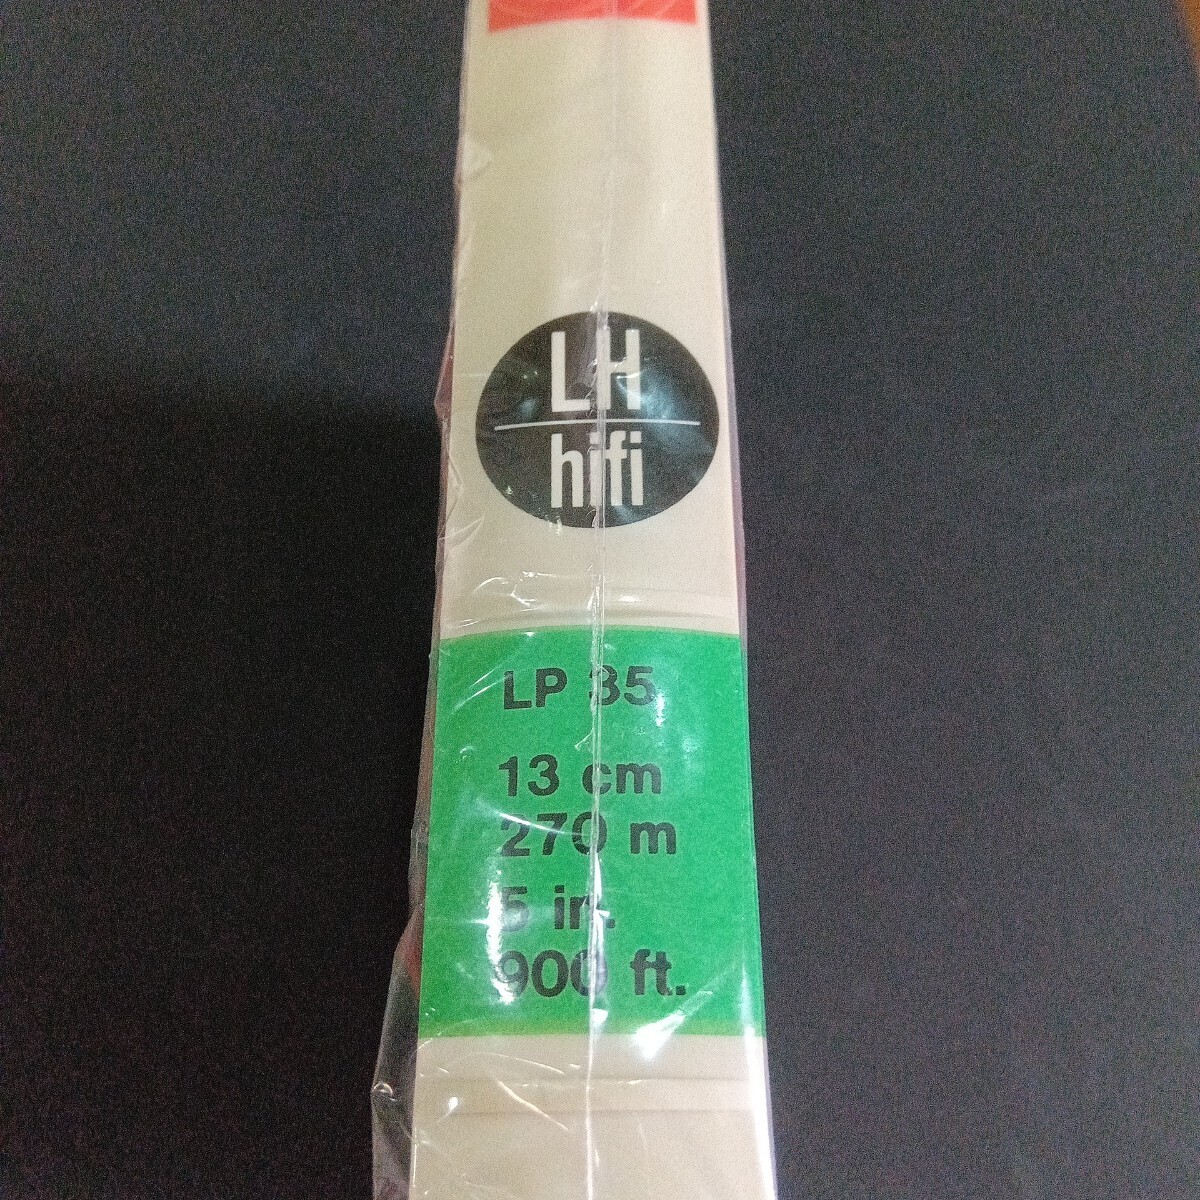 LH
hifi
LP 35
13 cm
270 m
5 in.
900 ft.